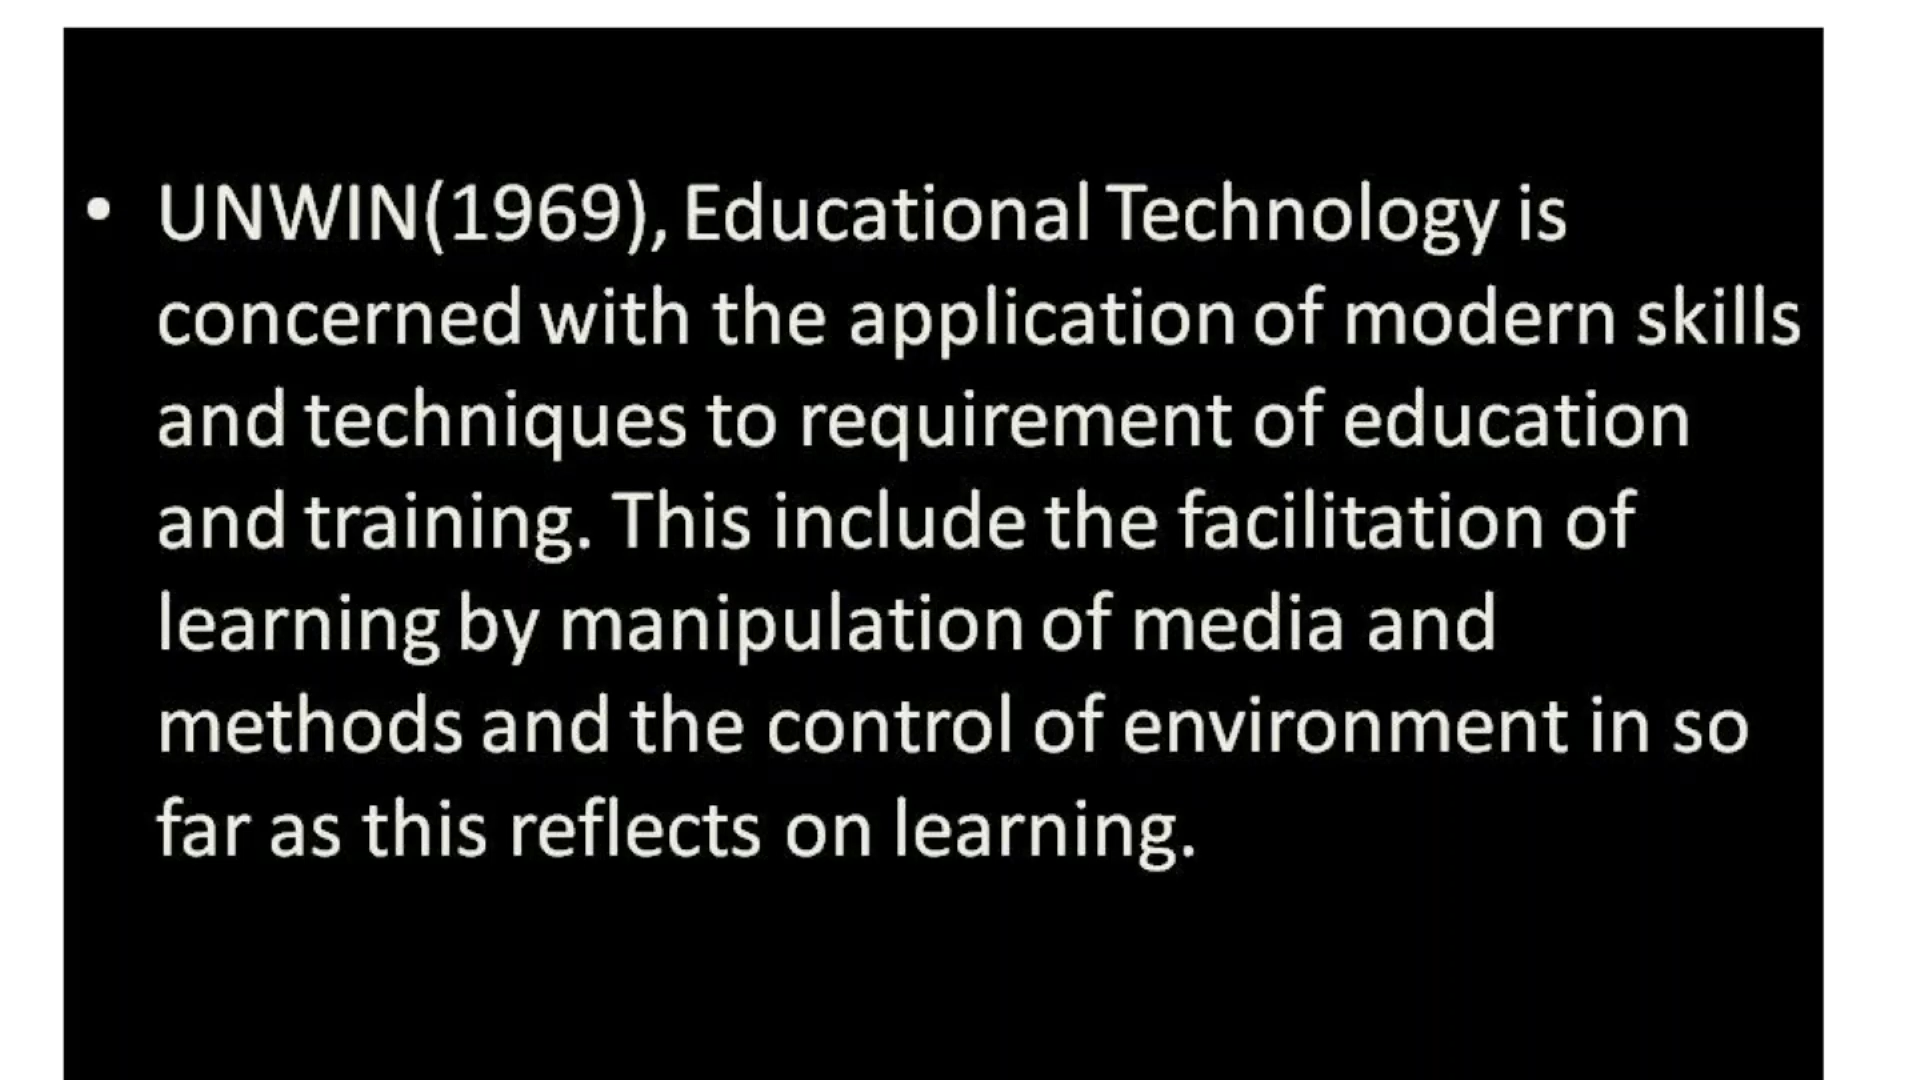 • UNWIN(1969), Educational Technology is
concerned with the application of modern skills
and techniques to requirement of education
and training. This include the facilitation of
learning by manipulation of media and
methods and the control of environment in so
far as this reflects on learning.